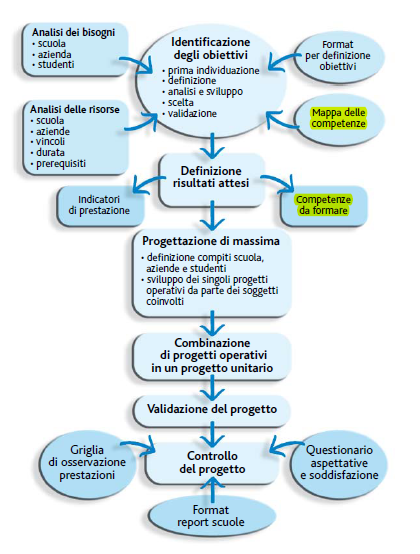 Analisi dei bisogni
• scuola
• azienda
• studenti
Identificazione
degli obiettivi
• prima individuazione
• definizione
• analisi e sviluppo
• scelta
• validazione
Format
per definizione
obiettivi
Analisi delle risorse
• scuola
• aziende
• vincoli
• durata
• prerequisiti
Mappa delle
competenze
Definizione
risultati attesi
Indicatori
di prestazione
Competenze
da formare
Progettazione di massima
• definizione compiti scuola,
aziende e studenti
• sviluppo dei singoli progetti
operativi da parte dei soggetti
coinvolti
Combinazione
di progetti operativi
in un progetto unitario
Validazione del progetto
Griglia
di osservazione
prestazioni
Controllo
del progetto
Questionario
aspettative
e soddisfazione
Format
report scuole